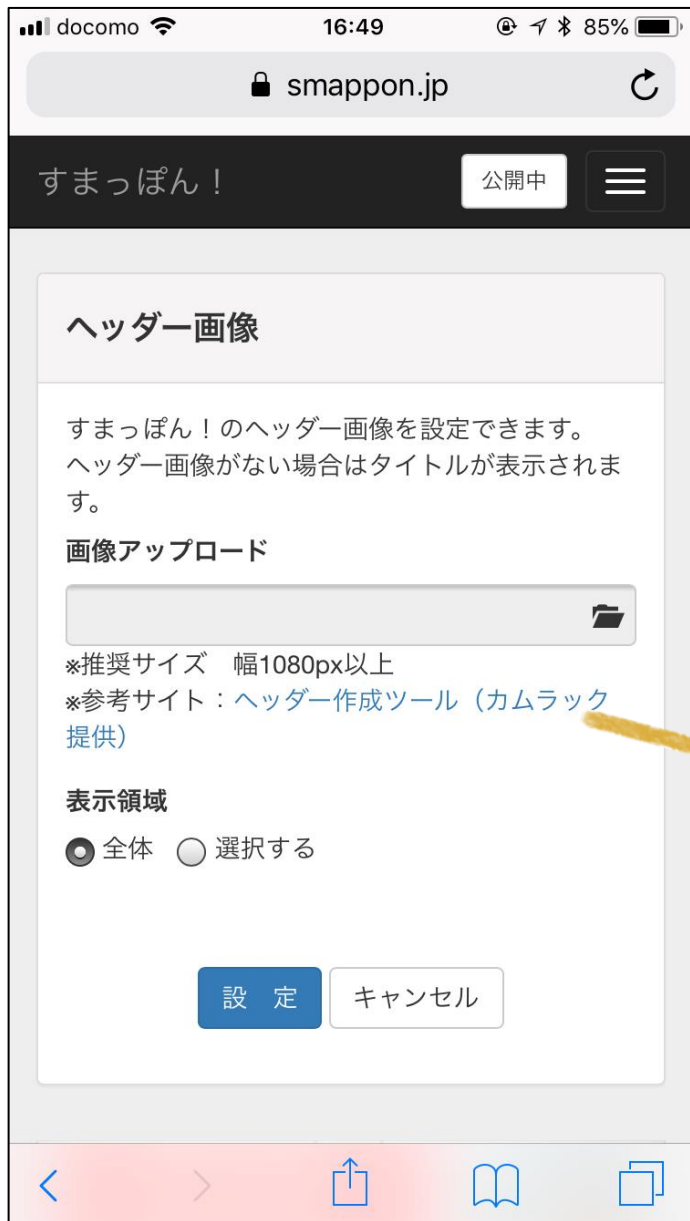 docomo 16:49 85%
smappon.jp
すまっぽん！ 公開中
ヘッダー画像
すまっぽん！のヘッダー画像を設定できます。
ヘッダー画像がない場合はタイトルが表示されま
す。
画像アップロード
※推奨サイズ　幅1080px以上
※参考サイト：ヘッダー作成ツール（カムラック
提供）
表示領域
全体 選択する
設　定 キャンセル